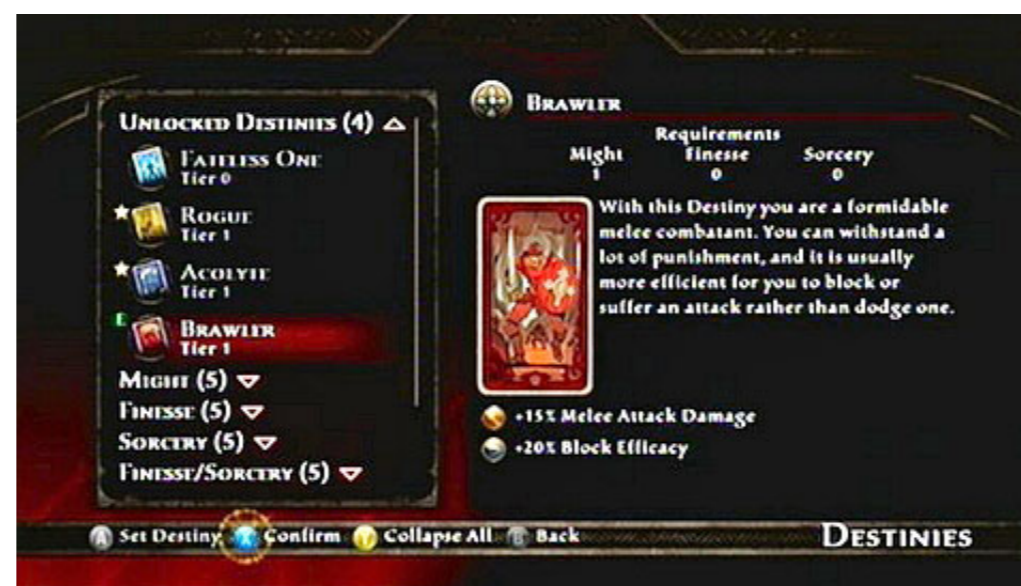 UNLOCKED DESTINIES (4)
FATELESS ONE
Tier 0
ROGUE
Tier 1
ACOLYTE
Tier 1
E
BRAWLER
Tier 1
MIGHT (5)
FINESSE (5)
SORCERY (5)
FINESSE/SORCERY (5)
BRAWLER
Requirements
Might Finesse Sorcery
1 0 0
With this Destiny you are a formidable
melee combatant. You can withstand a
lot of punishment, and it is usually
more efficient for you to block or
suffer an attack rather than dodge one.
+15% Melee Attack Damage
+20% Block Efficacy
A Set Destiny X Confirm Y Collapse All B Back
DESTINIES